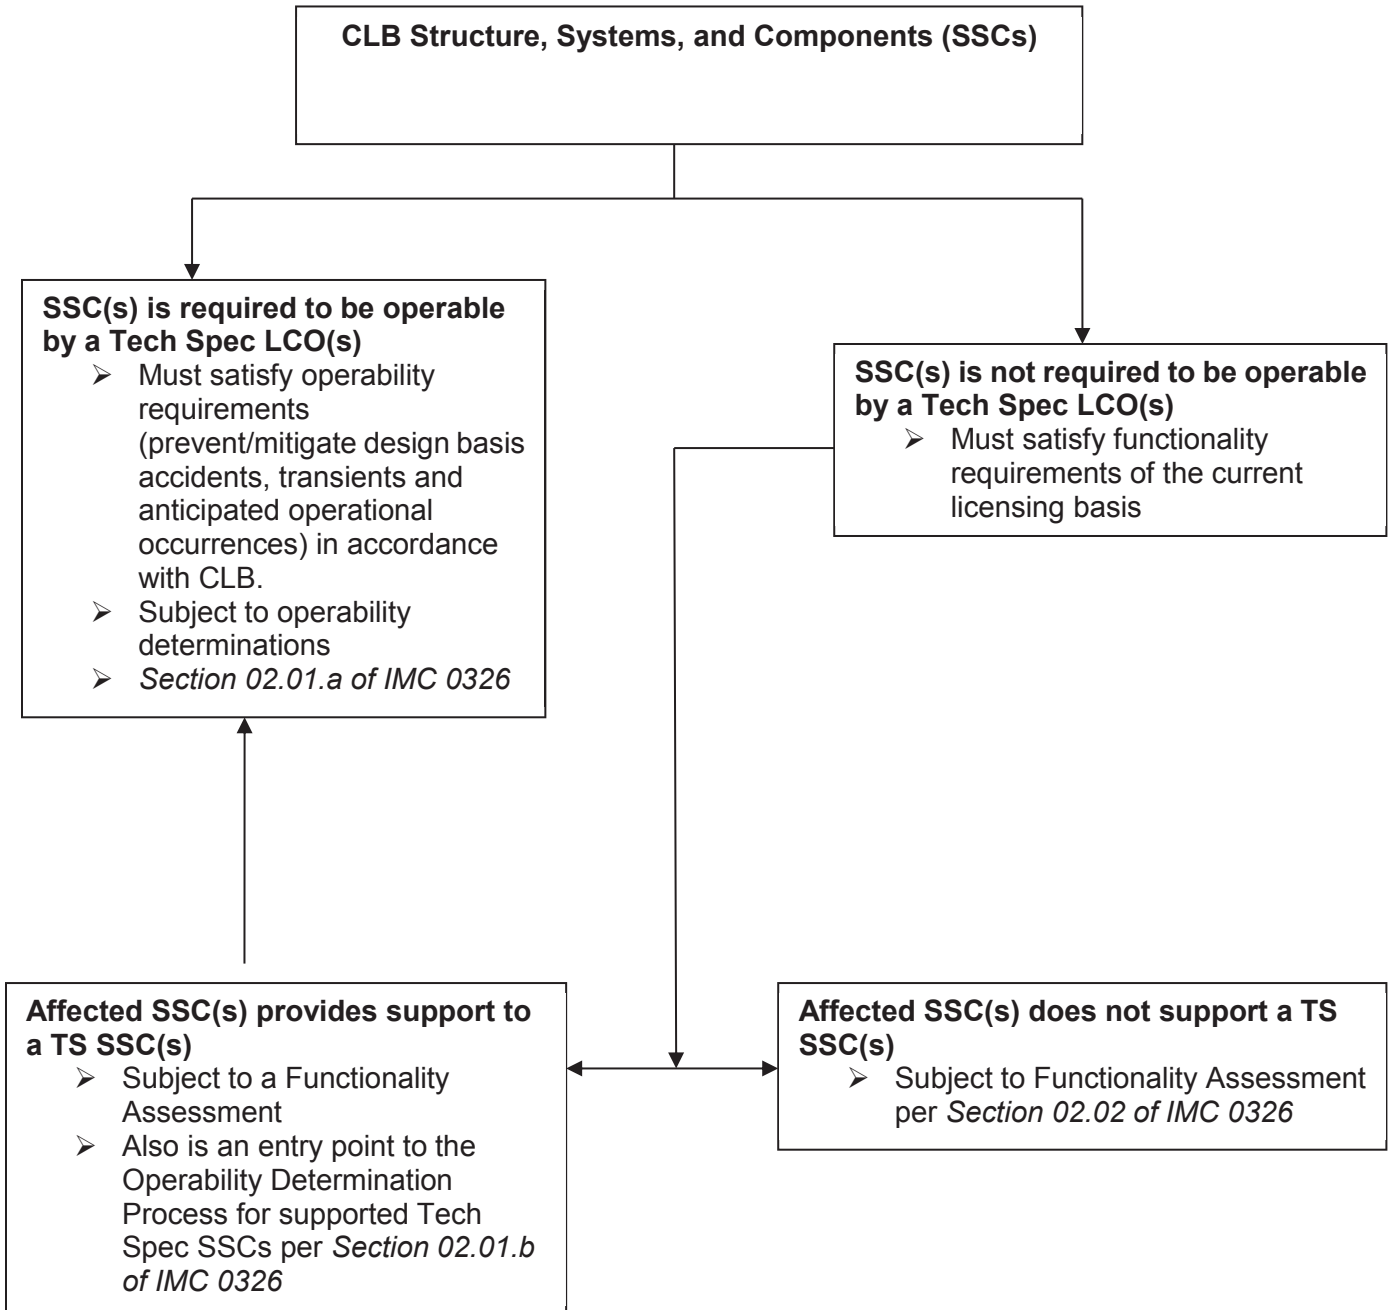 CLB Structure, Systems, and Components (SSCs)
SSC(s) is required to be operable
by a Tech Spec LCO(s)
➢ Must satisfy operability
requirements
(prevent/mitigate design basis
accidents, transients and
anticipated operational
occurrences) in accordance
with CLB.
➢ Subject to operability
determinations
➢ Section 02.01.a of IMC 0326
SSC(s) is not required to be operable
by a Tech Spec LCO(s)
➢ Must satisfy functionality
requirements of the current
licensing basis
Affected SSC(s) provides support to
a TS SSC(s)
➢ Subject to a Functionality
Assessment
➢ Also is an entry point to the
Operability Determination
Process for supported Tech
Spec SSCs per Section 02.01.b
of IMC 0326
Affected SSC(s) does not support a TS
SSC(s)
➢ Subject to Functionality Assessment
per Section 02.02 of IMC 0326